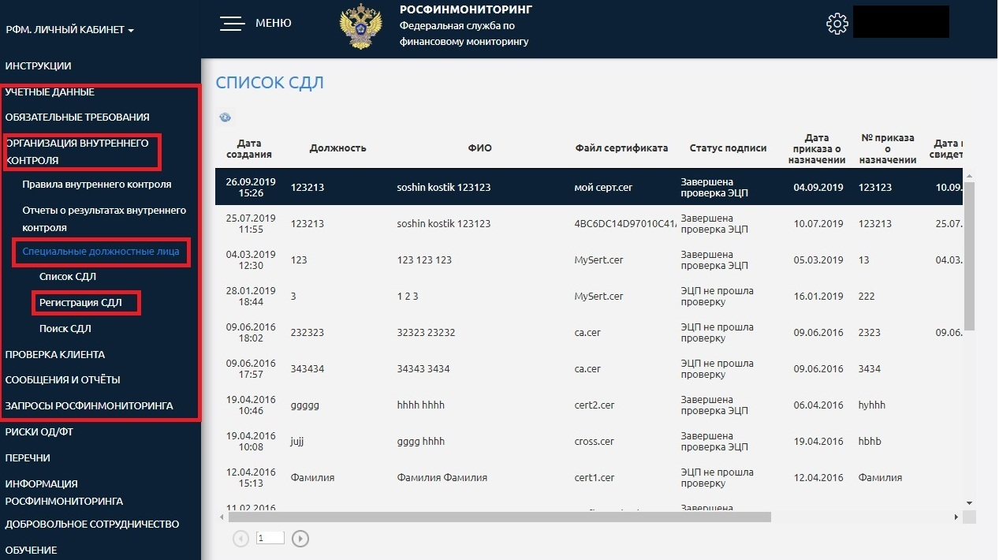 РФМ. ЛИЧНЫЙ КАБИНЕТ
ИНСТРУКЦИИ
УЧЕТНЫЕ ДАННЫЕ
ОБЯЗАТЕЛЬНЫЕ ТРЕБОВАНИЯ
ОРГАНИЗАЦИЯ ВНУТРЕННЕГО
КОНТРОЛЯ
Правила внутреннего контроля
Отчеты о результатах внутреннего
контроля
Специальные должностные лица
Список СДЛ
Регистрация СДЛ
Поиск СДЛ
ПРОВЕРКА КЛИЕНТА
СООБЩЕНИЯ И ОТЧЁТЫ
ЗАПРОСЫ РОСФИНМОНИТОРИНГА
РИСКИ ОД/ФТ
ПЕРЕЧНИ
ИНФОРМАЦИЯ
РОСФИНМОНИТОРИНГА
ДОБРОВОЛЬНОЕ СОТРУДНИЧЕСТВО
ОБУЧЕНИЕ
МЕНЮ
РОСФИНМОНИТОРИНГ
Федеральная служба по
финансовому мониторингу
СПИСОК СДЛ
Дата создания Должность ФИО Файл сертификата Статус подписи Дата приказа о назначении № приказа о назначении Дата
26.09.2019 15:26 123213 soshin kostik 123123 мой серт.cer Завершена проверка ЭЦП 04.09.2019 123123 10.09.
25.07.2019 11:55 123213 soshin kostik 123123 4BC6DC14D97010C41 Завершена проверка ЭЦП 10.07.2019 123213 25.07.
04.03.2019 12:30 123 123 123 123 MySert.cer Завершена проверка ЭЦП 05.03.2019 13 04.03.
28.01.2019 18:44 3 1 2 3 MySert.cer ЭЦП не прошла проверку 16.01.2019 222
09.06.2016 18:02 232323 32323 23232 ca.cer ЭЦП не прошла проверку 09.06.2016 2323 09.06.
09.06.2016 17:57 343434 34343 3434 ca.cer ЭЦП не прошла проверку 09.06.2016 3434
19.04.2016 10:46 ggggg hhhh hhhh cert2.cer Завершена проверка ЭЦП 06.04.2016 hyhhh
19.04.2016 10:08 jujj gggg hhhh cross.cer Завершена проверка ЭЦП 19.04.2016 hbhb
12.04.2016 15:13 Фамилия Фамилия Фамилия cert1.cer ЭЦП не прошла проверку 12.04.2016 Фамилия
11.02.2016 Завершена
1